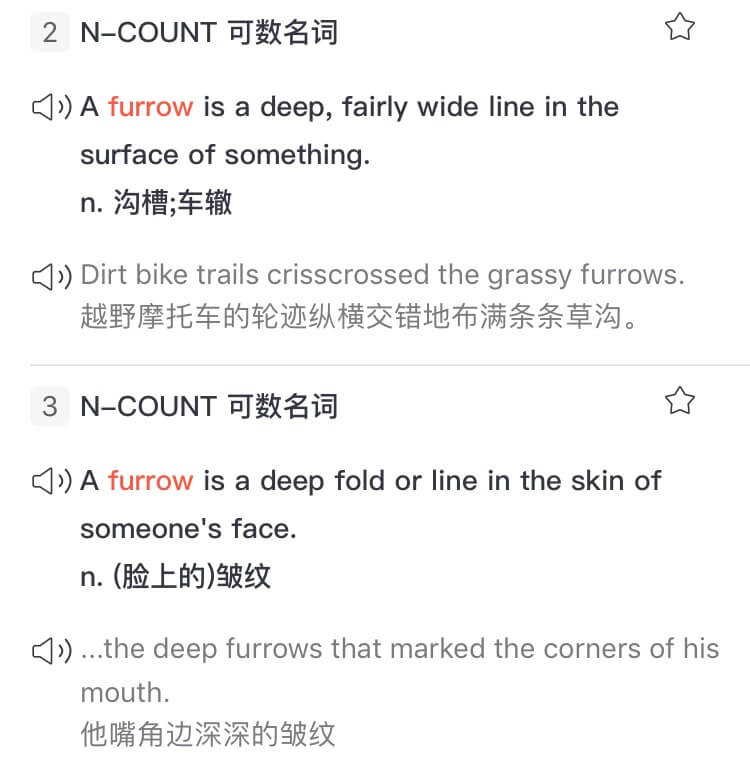 2 N–COUNT 可数名词
A furrow is a deep, fairly wide line in the
surface of something.
n. 沟槽;车辙
Dirt bike trails crisscrossed the grassy furrows.
越野摩托车的轮迹纵横交错地布满条条草沟。
3 N–COUNT 可数名词
A furrow is a deep fold or line in the skin of
someone's face.
n. (脸上的)皱纹
...the deep furrows that marked the corners of his
mouth.
他嘴角边深深的皱纹